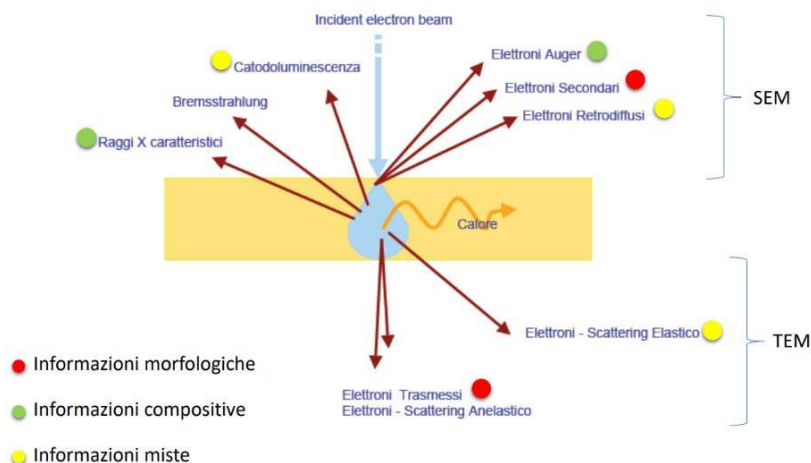 Incident electron beam
Elettroni Auger
Catodoluminescenza
Elettroni Secondari
SEM
Bremsstrahlung
Elettroni Retrodiffusi
Raggi X caratteristici
Calore
Elettroni - Scattering Elastico
TEM
Informazioni morfologiche
Elettroni Trasmessi
Elettroni - Scattering Anelastico
Informazioni compositive
Informazioni miste